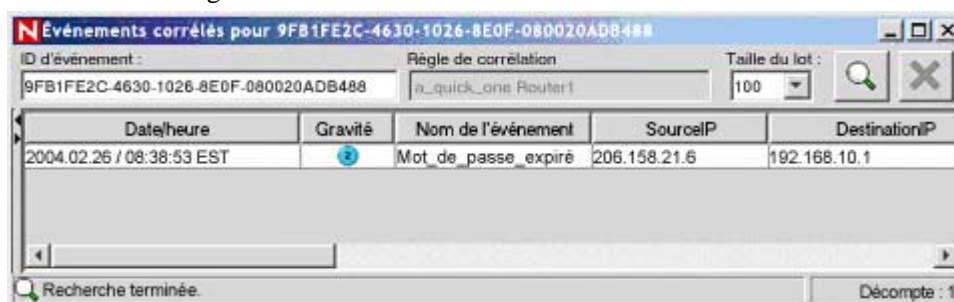 Événements corrélés pour 9FB1FE2C-4630-1026-8E0F-080020ADB488
ID d'événement :
Règle de corrélation
Taille du lot :
9FB1FE2C-4630-1026-8E0F-080020ADB488
a_quick_one Router1
100
Date/heure Gravité Nom de l'événement SourceIP DestinationIP
2004.02.26 / 08:38:53 EST 2 Mot_de_passe_expiré 206.158.21.6 192.168.10.1
Recherche terminée.
Décompte : 1